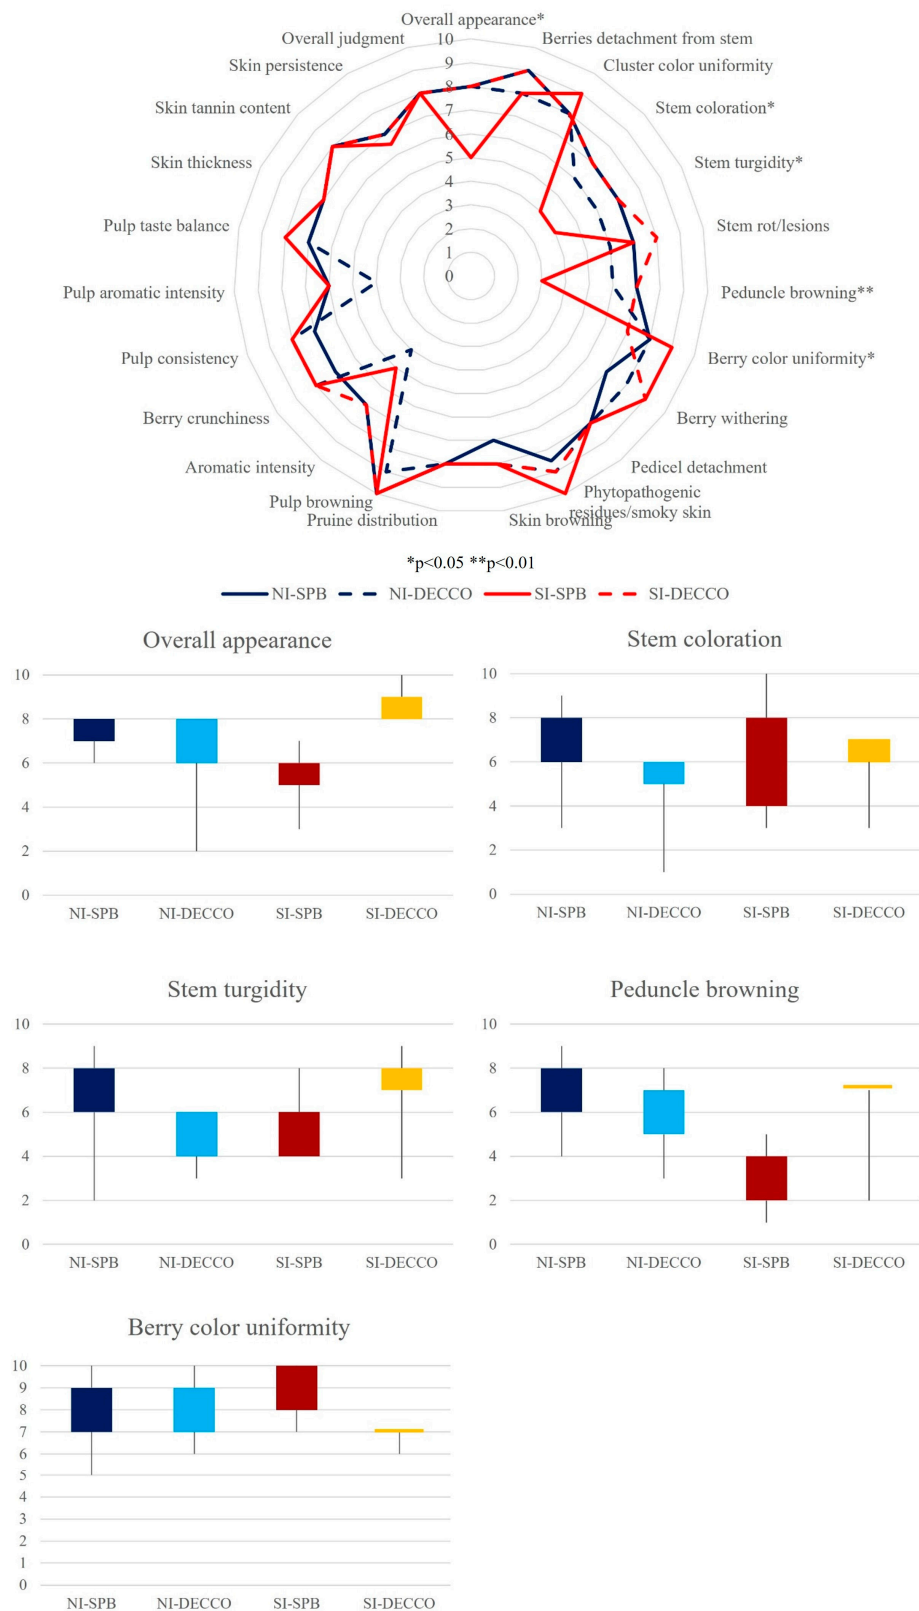 Overall appearance*
Overall judgment
Berries detachment from stem
Skin persistence
Cluster color uniformity
Skin tannin content
Stem coloration*
Skin thickness
Stem turgidity*
Pulp taste balance
Stem rot/lesions
Pulp aromatic intensity
Peduncle browning**
Pulp consistency
Berry color uniformity*
Berry crunchiness
Berry withering
Aromatic intensity
Pedicel detachment
Pulp browning
Phytopathogenic
residues/smoky skin
Pruine distribution
Skin browning
10
9
8
7
6
5
4
3
2
1
0
*p<0.05 **p<0.01
NI-SPB NI-DECCO SI-SPB SI-DECCO
Overall appearance
10
8
6
4
2
0
NI-SPB NI-DECCO SI-SPB SI-DECCO
Stem coloration
10
8
6
4
2
0
NI-SPB NI-DECCO SI-SPB SI-DECCO
Stem turgidity
10
8
6
4
2
0
NI-SPB NI-DECCO SI-SPB SI-DECCO
Peduncle browning
10
8
6
4
2
0
NI-SPB NI-DECCO SI-SPB SI-DECCO
Berry color uniformity
10
9
8
7
6
5
4
3
2
1
0
NI-SPB NI-DECCO SI-SPB SI-DECCO